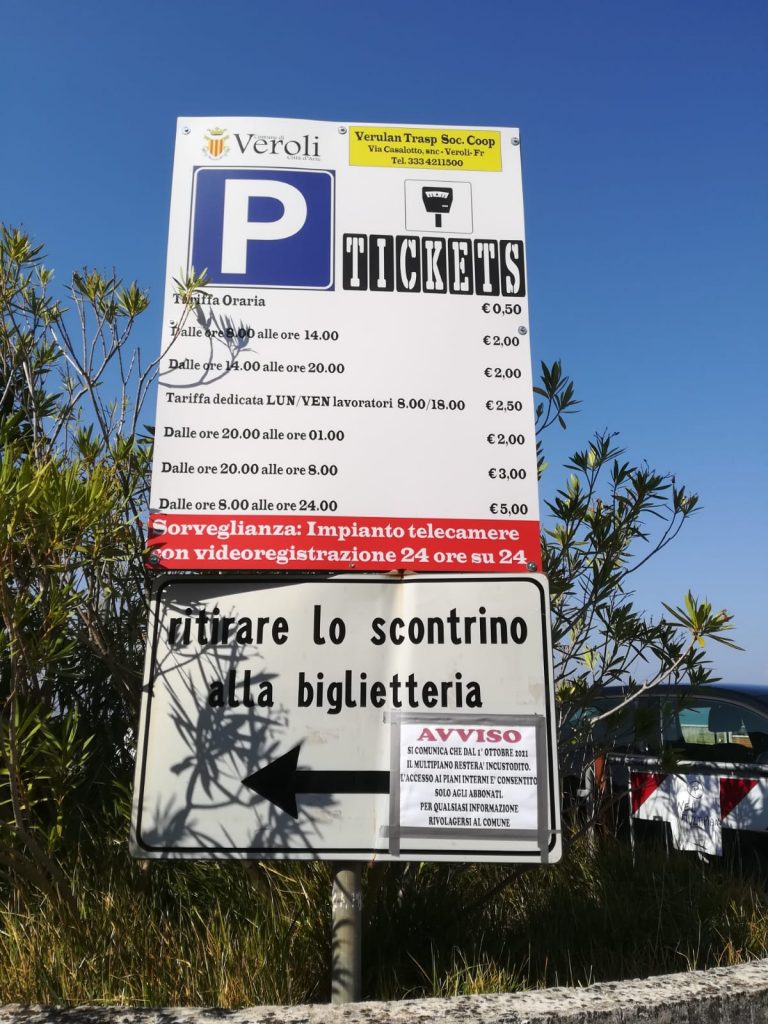 Comune di
Veroli
Città d'Arte
Verulan Trasp Soc. Coop
Via Casalotto, snc - Veroli- Fr
Tel. 333 4211500
P
TICKETS
Tariffa Oraria € 0,50
Dalle ore 8.00 alle ore 14.00 € 2,00
Dalle ore 14.00 alle ore 20.00 € 2,00
Tariffa dedicata LUN/VEN lavoratori 8.00/18.00 € 2,50
Dalle ore 20.00 alle ore 01.00 € 2,00
Dalle ore 20.00 alle ore 8.00 € 3,00
Dalle ore 8.00 alle ore 24.00 € 5,00
Sorveglianza: Impianto telecamere
con videoregistrazione 24 ore su 24
ritirare lo scontrino
alla biglietteria
AVVISO
SI COMUNICA CHE DAL 1° OTTOBRE 2021
IL MULTIPIANO RESTERA' INCUSTODITO.
L'ACCESSO AI PIANI INTERNI E' CONSENTITO
SOLO AGLI ABBONATI.
PER QUALSIASI INFORMAZIONE
RIVOLAGERSI AL COMUNE